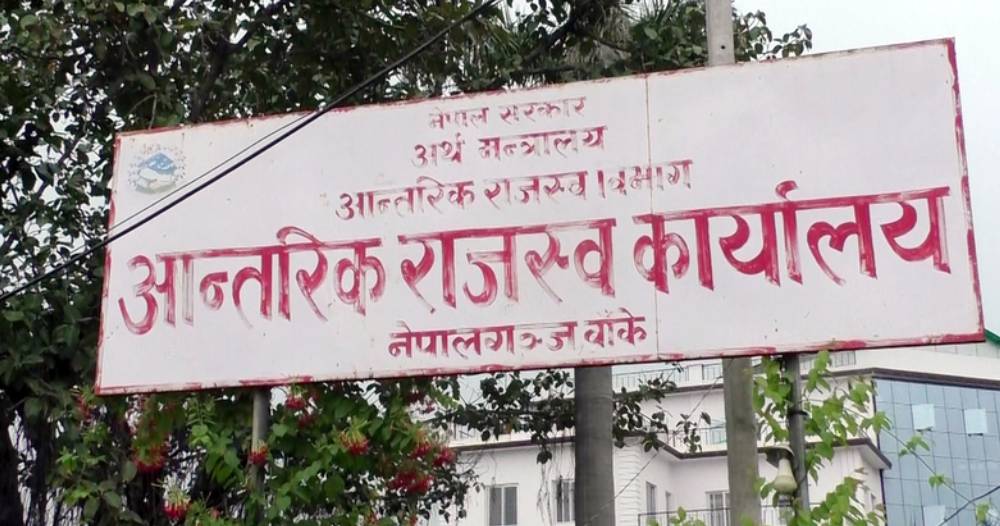 नेपाल सरकार
अर्थ मन्त्रालय
आन्तरिक राजस्व विभाग
आन्तरिक राजस्व कार्यालय
नेपालगञ्ज बाँके